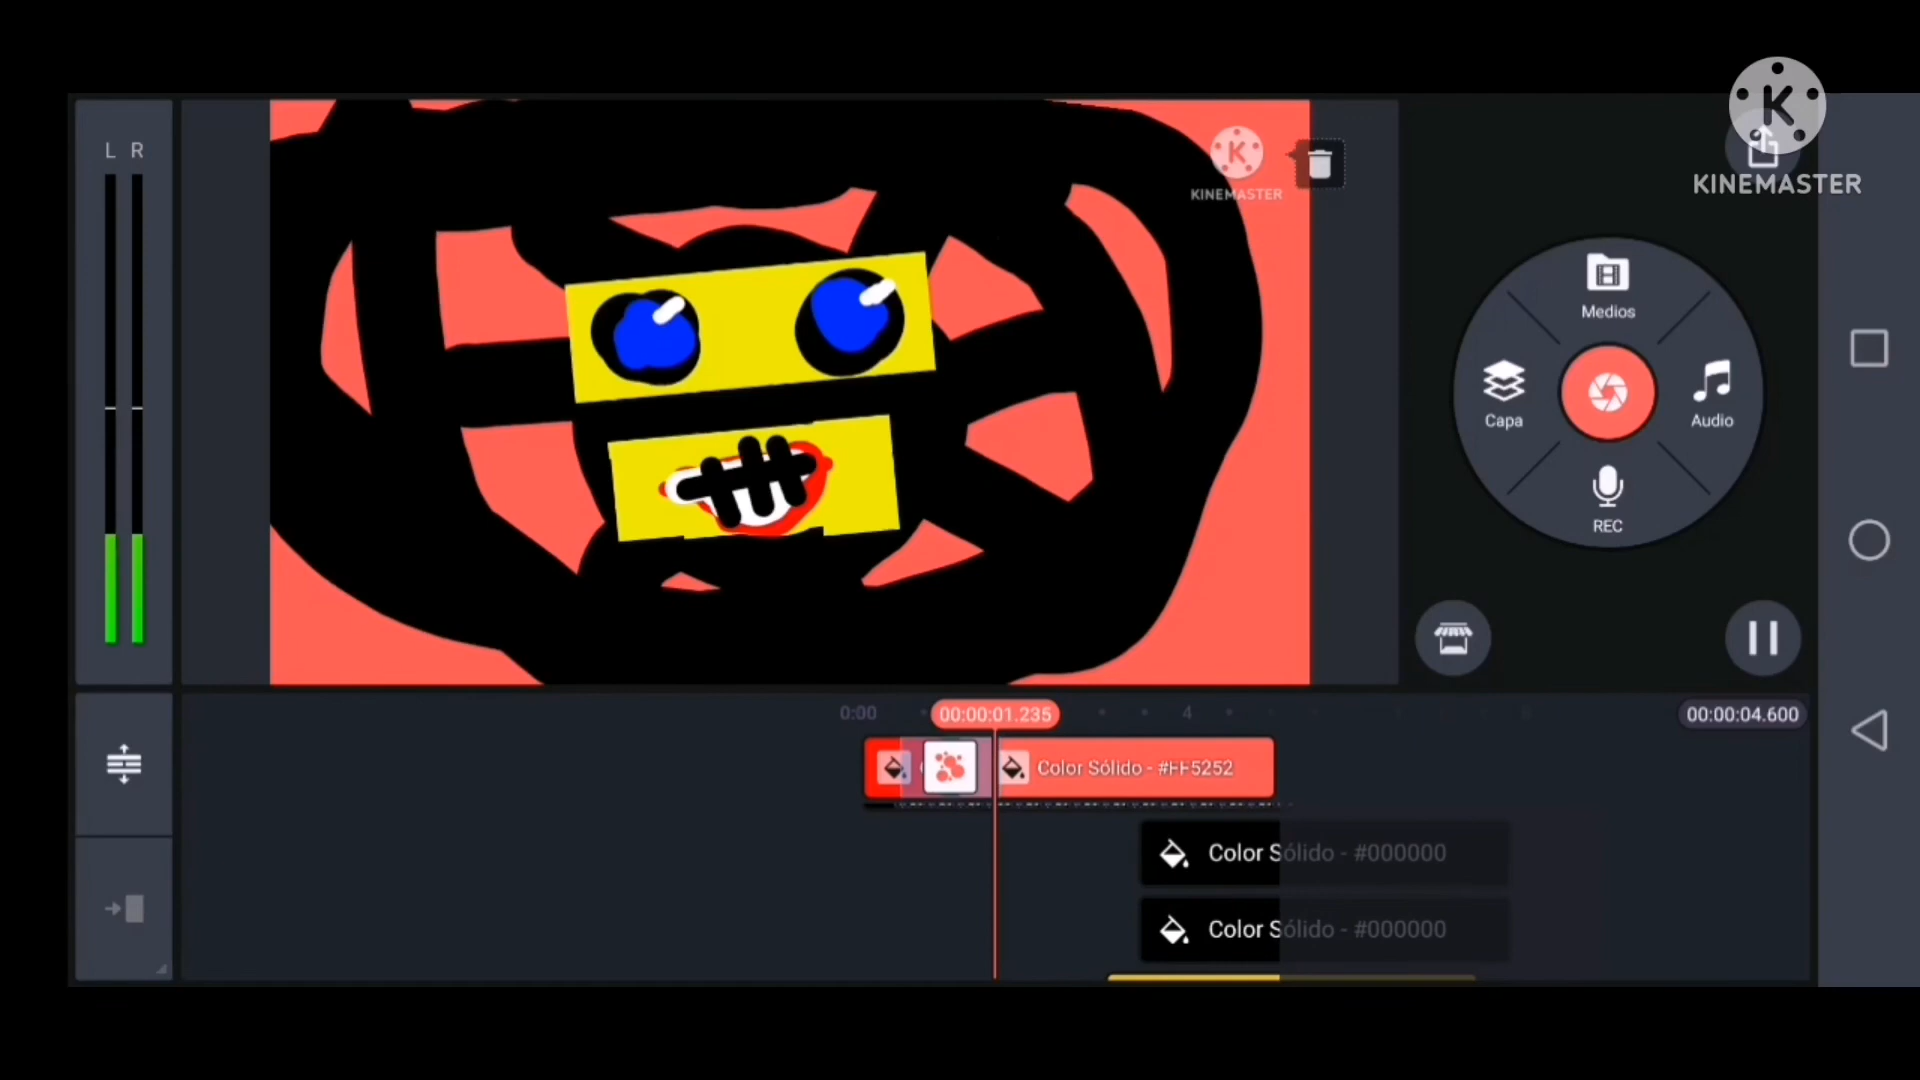 L R
KINEMASTER
KINEMASTER
Medios
Capa
Audio
REC
0:00
00:00:01.235
4
00:00:04.600
Color Sólido - #FF5252
Color Sólido - #000000
Color Sólido - #000000